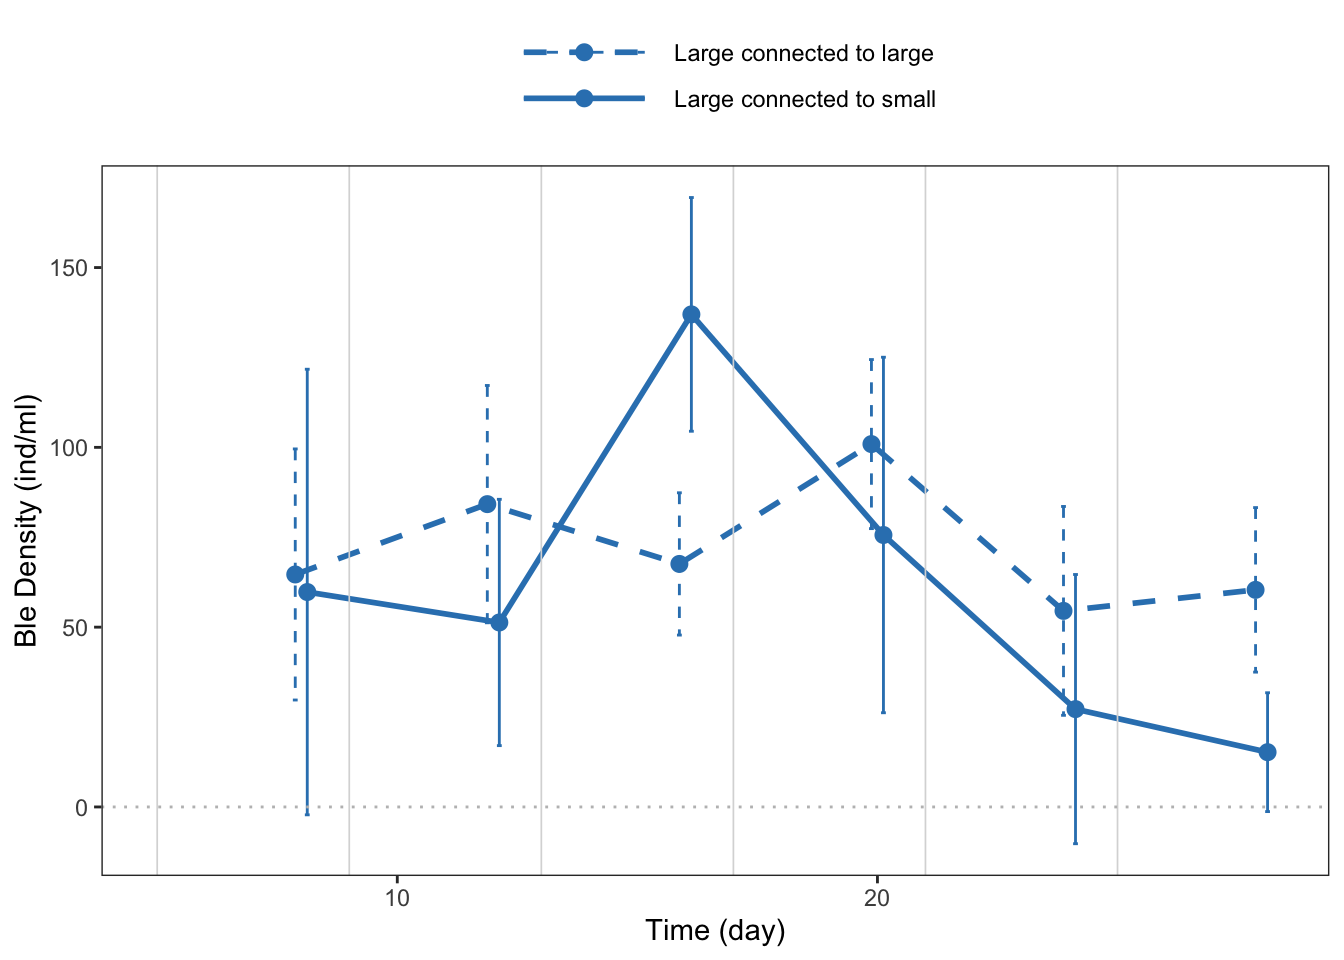 Large connected to large
Large connected to small
Ble Density (ind/ml)
150
100
50
0
10
20
Time (day)